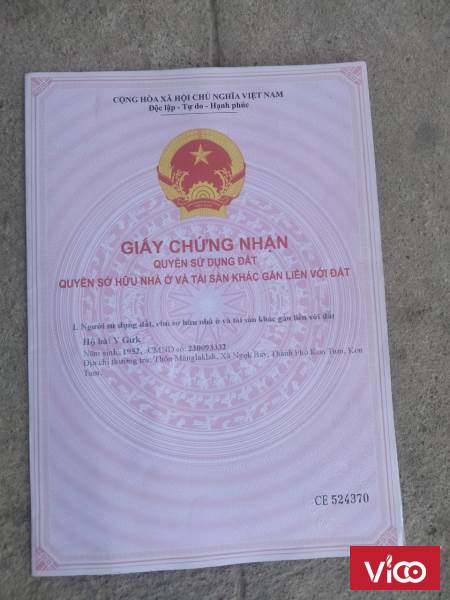 CỘNG HÒA XÃ HỘI CHỦ NGHĨA VIỆT NAM
Độc lập - Tự do - Hạnh phúc
GIẤY CHỨNG NHẬN
QUYỀN SỬ DỤNG ĐẤT
QUYỀN SỞ HỮU NHÀ Ở VÀ TÀI SẢN KHÁC GẮN LIỀN VỚI ĐẤT
I. Người sử dụng đất, chủ sở hữu nhà ở và tài sản khác gắn liền với đất
Hộ bà: Y
Năm sinh: 1952, CMND số: 230093332
Địa chỉ thường trú: Thôn Măng, Xã Ngọk Bay, Thành Phố Kon Tum, Kon
Tum.
CE 524370
ViCO